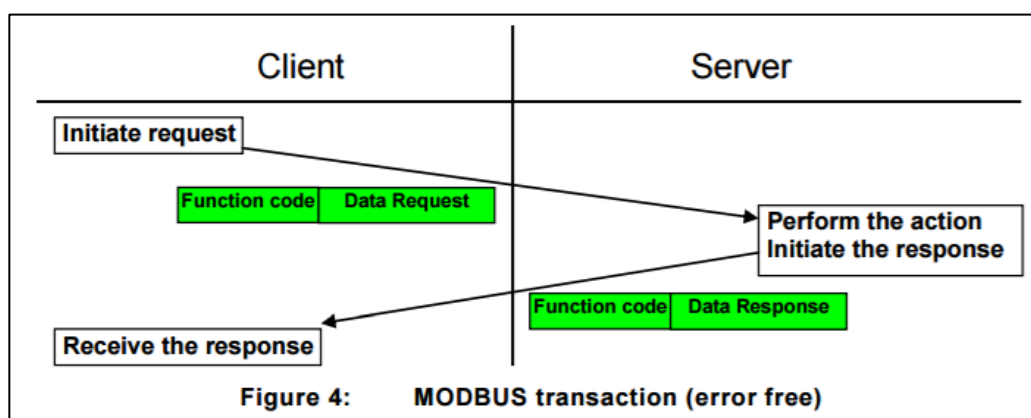 Client
Server
Initiate request
Function code
Data Request
Perform the action
Initiate the response
Function code
Data Response
Receive the response
Figure 4: MODBUS transaction (error free)